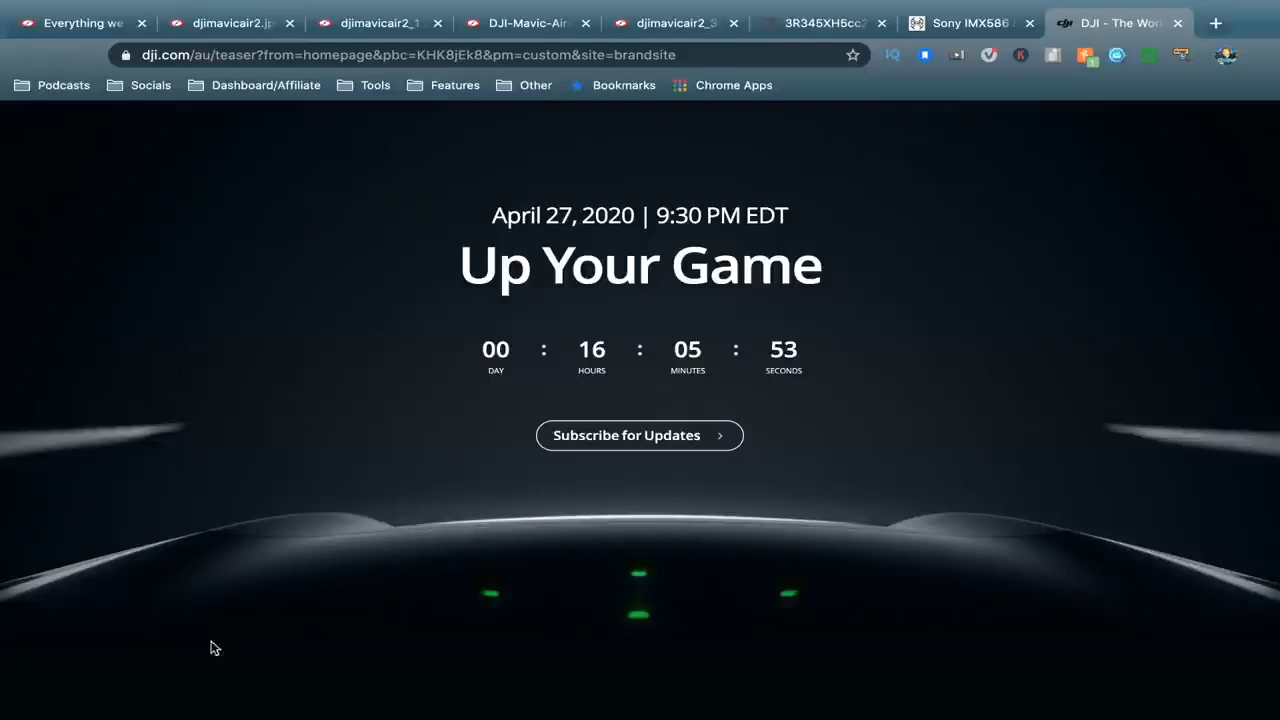 Everything we
djimavicair2.jp
djimavicair2_1
DJI-Mavic-Air
djimavicair2_3
3R345XH5cc2
Sony IMX586
DJI - The Wor
dji.com/au/teaser?from=homepage&pbc=KHK8jEk8&pm=custom&site=brandsite
Podcasts
Socials
Dashboard/Affiliate
Tools
Features
Other
Bookmarks
Chrome Apps
April 27, 2020 | 9:30 PM EDT
Up Your Game
00 : 16 : 05 : 53
DAY HOURS MINUTES SECONDS
Subscribe for Updates